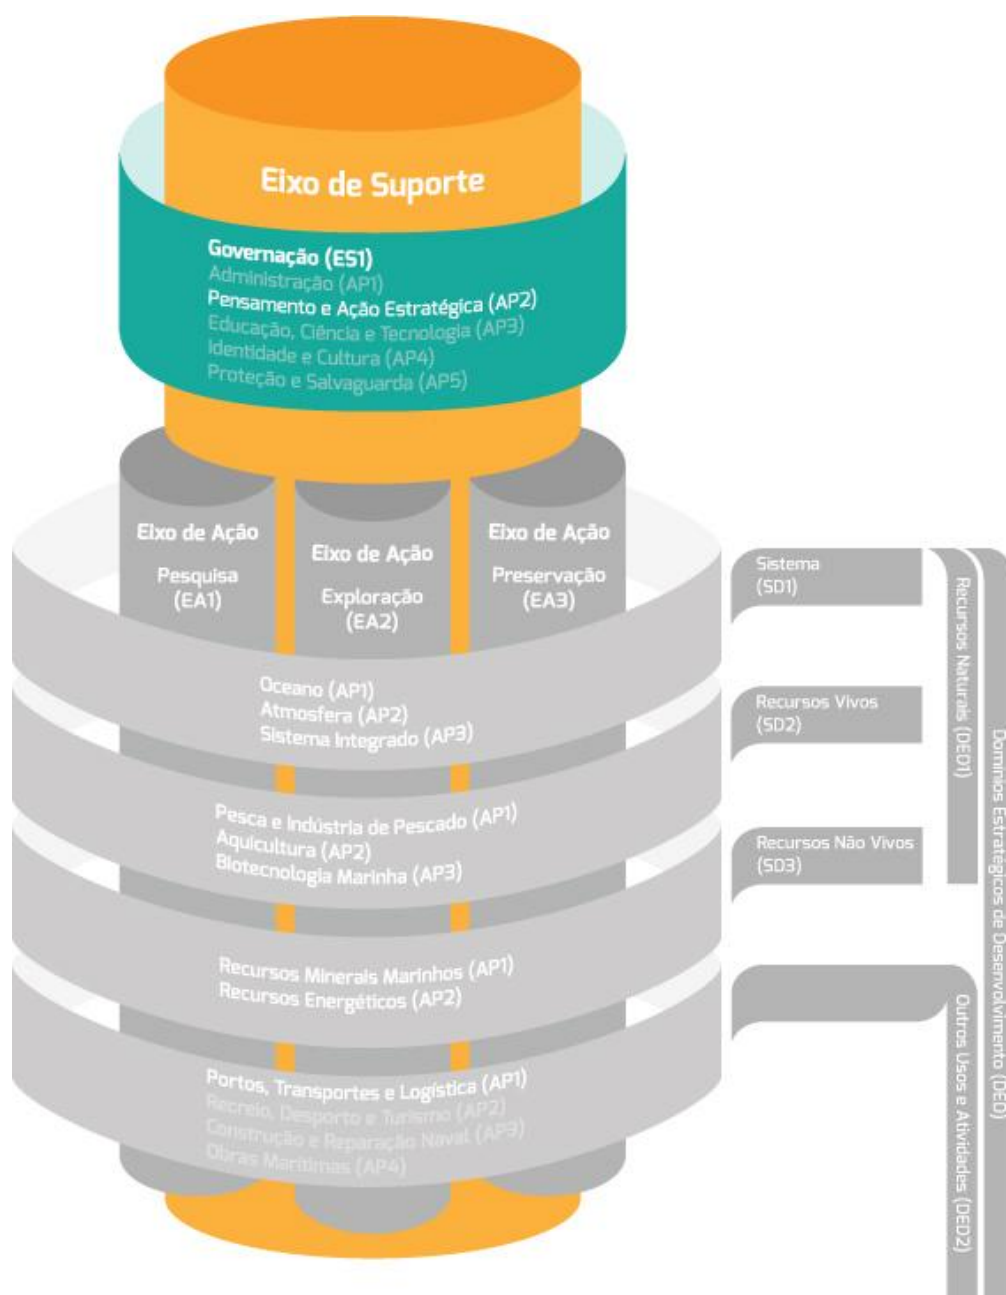 Eixo de Suporte
Governação (ES1)
Administração (AP1)
Pensamento e Ação Estratégica (AP2)
Educação, Ciência e Tecnologia (AP3)
Identidade e Cultura (AP4)
Proteção e Salvaguarda (AP5)
Eixo de Ação
Pesquisa
(EA1)
Eixo de Ação
Exploração
(EA2)
Eixo de Ação
Preservação
(EA3)
Oceano (AP1)
Atmosfera (AP2)
Sistema Integrado (AP3)
Pesca e Indústria de Pescado (AP1)
Aquicultura (AP2)
Biotecnologia Marinha (AP3)
Recursos Minerais Marinhos (AP1)
Recursos Energéticos (AP2)
Portos, Transportes e Logística (AP1)
Recreio, Desporto e Turismo (AP2)
Construção e Reparação Naval (AP3)
Obras Marítimas (AP4)
Sistema
(SD1)
Recursos Vivos
(SD2)
Recursos Não Vivos
(SD3)
Recursos Naturais (DED1)
Outros Usos e Atividades (DED2)
Domínios Estratégicos de Desenvolvimento (DED)